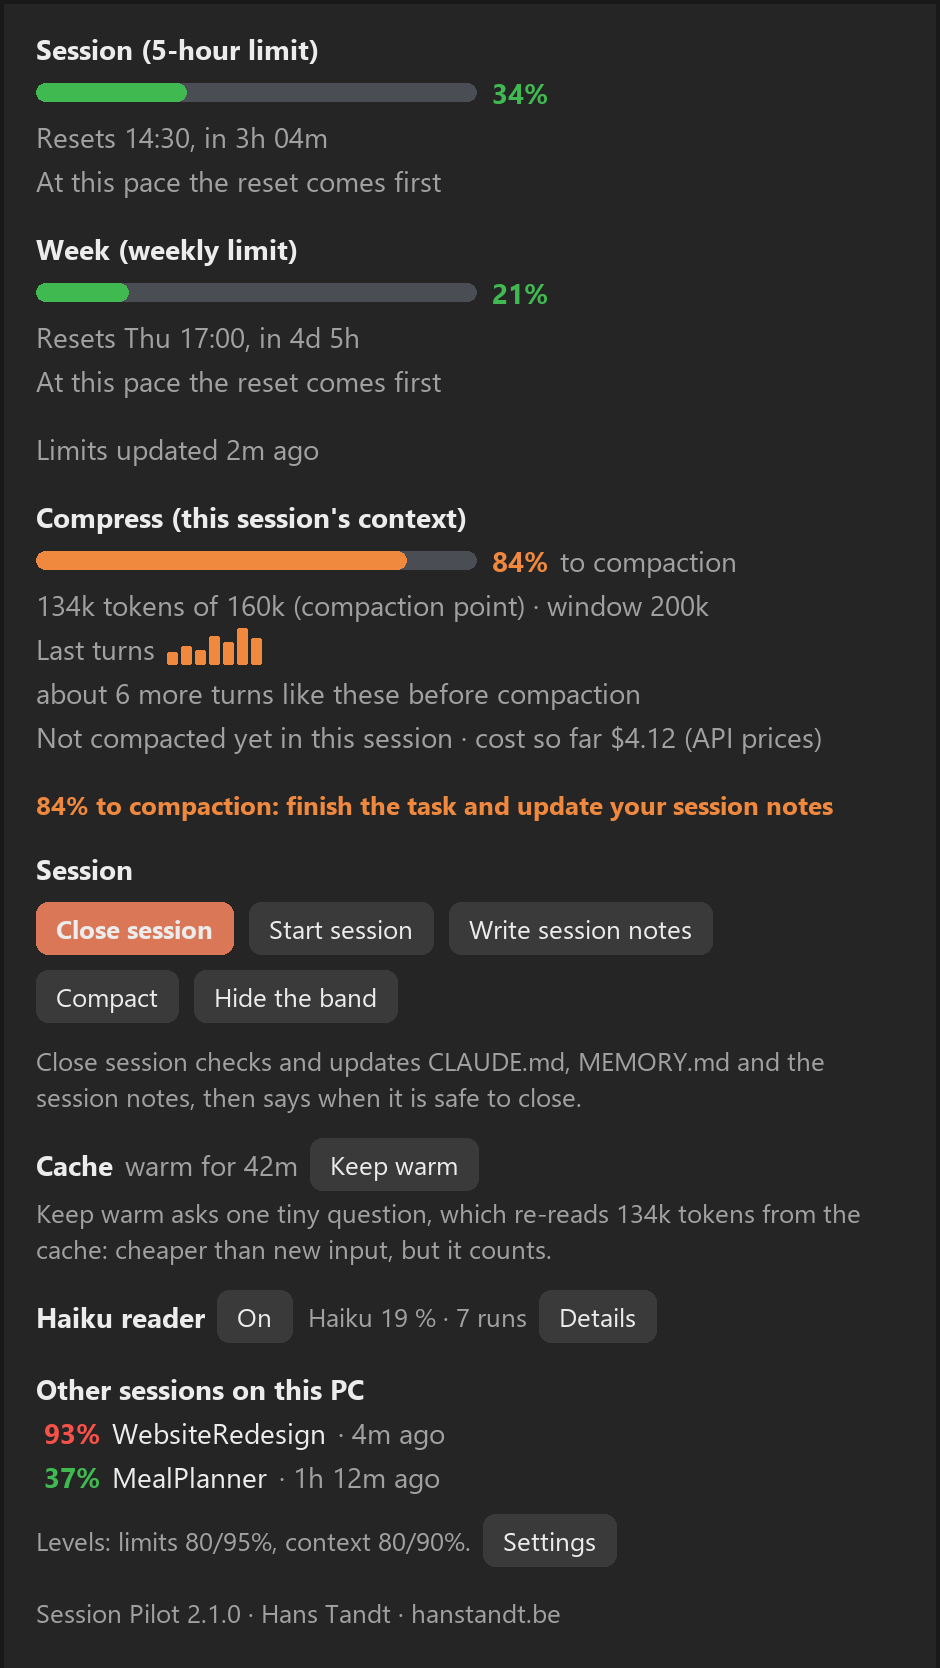 Session (5-hour limit)
34%
Resets 14:30, in 3h 04m
At this pace the reset comes first
Week (weekly limit)
21%
Resets Thu 17:00, in 4d 5h
At this pace the reset comes first
Limits updated 2m ago
Compress (this session's context)
84% to compaction
134k tokens of 160k (compaction point) · window 200k
Last turns
about 6 more turns like these before compaction
Not compacted yet in this session · cost so far $4.12 (API prices)
84% to compaction: finish the task and update your session notes
Session
Close session Start session Write session notes
Compact Hide the band
Close session checks and updates CLAUDE.md, MEMORY.md and the
session notes, then says when it is safe to close.
Cache warm for 42m Keep warm
Keep warm asks one tiny question, which re-reads 134k tokens from the
cache: cheaper than new input, but it counts.
Haiku reader On Haiku 19 % · 7 runs Details
Other sessions on this PC
93% WebsiteRedesign · 4m ago
37% MealPlanner · 1h 12m ago
Levels: limits 80/95%, context 80/90%. Settings
Session Pilot 2.1.0 · Hans Tandt · hanstandt.be